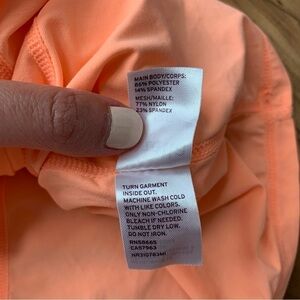 MAIN BODY/CORPS:
86% POLYESTER
14% SPANDEX
MESH/MAILLE:
77% NYLON
23% SPANDEX
TURN GARMENT
INSIDE OUT.
MACHINE WASH COLD
WITH LIKE COLORS.
ONLY NON-CHLORINE
BLEACH IF NEEDED.
TUMBLE DRY LOW.
DO NOT IRON.
RN58665
CA57963